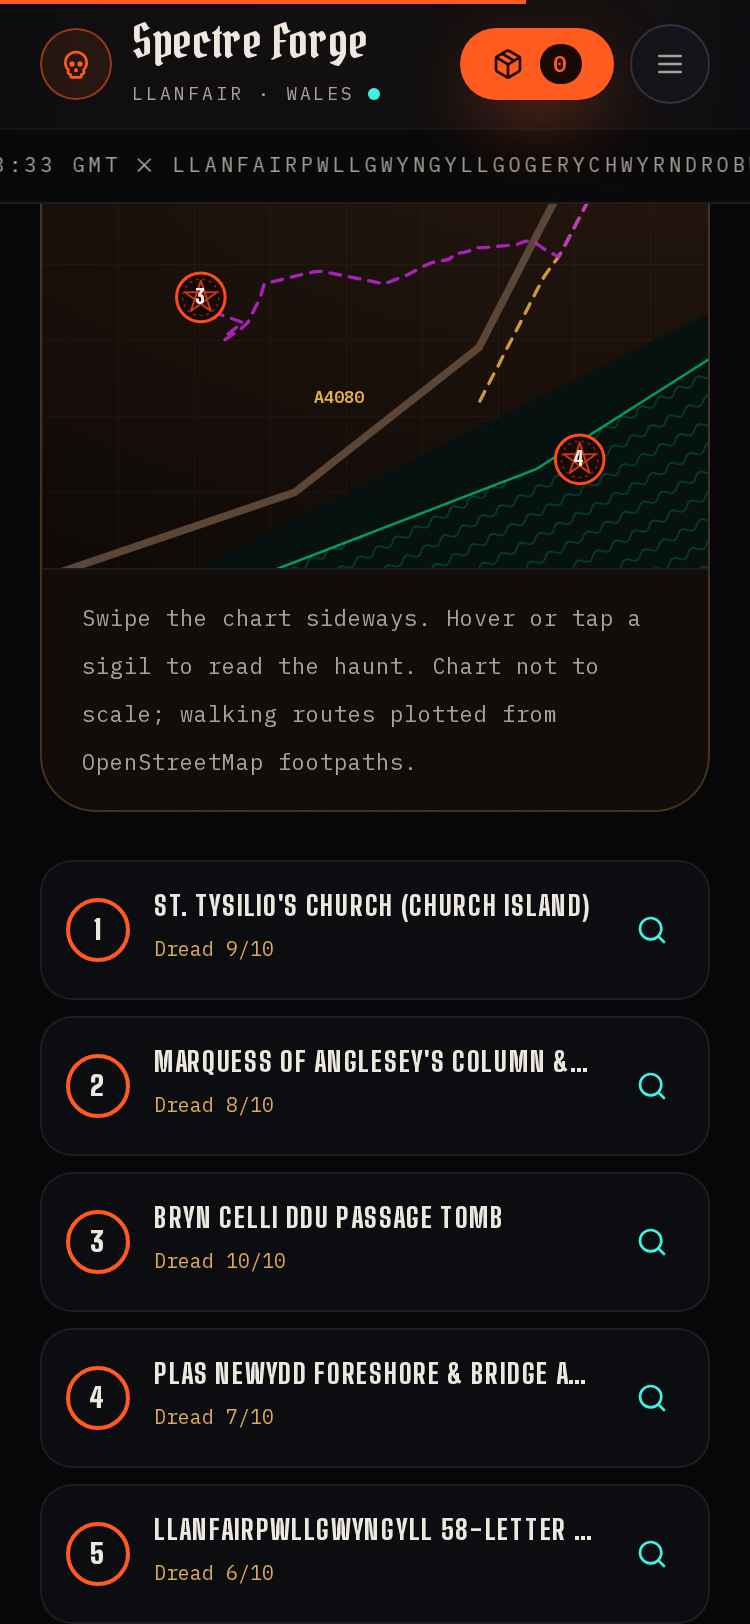 Spectre Forge
0
LLANFAIR · WALES
:33 GMT × LLANFAIRPWLLGWYNGYLLGOGERYCHWYRNDROB
3
A4080
4
Swipe the chart sideways. Hover or tap a
sigil to read the haunt. Chart not to
scale; walking routes plotted from
OpenStreetMap footpaths.
1
ST. TYSILIO'S CHURCH (CHURCH ISLAND)
Dread 9/10
2
MARQUESS OF ANGLESEY'S COLUMN &...
Dread 8/10
3
BRYN CELLI DDU PASSAGE TOMB
Dread 10/10
4
PLAS NEWYDD FORESHORE & BRIDGE A...
Dread 7/10
5
LLANFAIRPWLLGWYNGYLL 58-LETTER ...
Dread 6/10